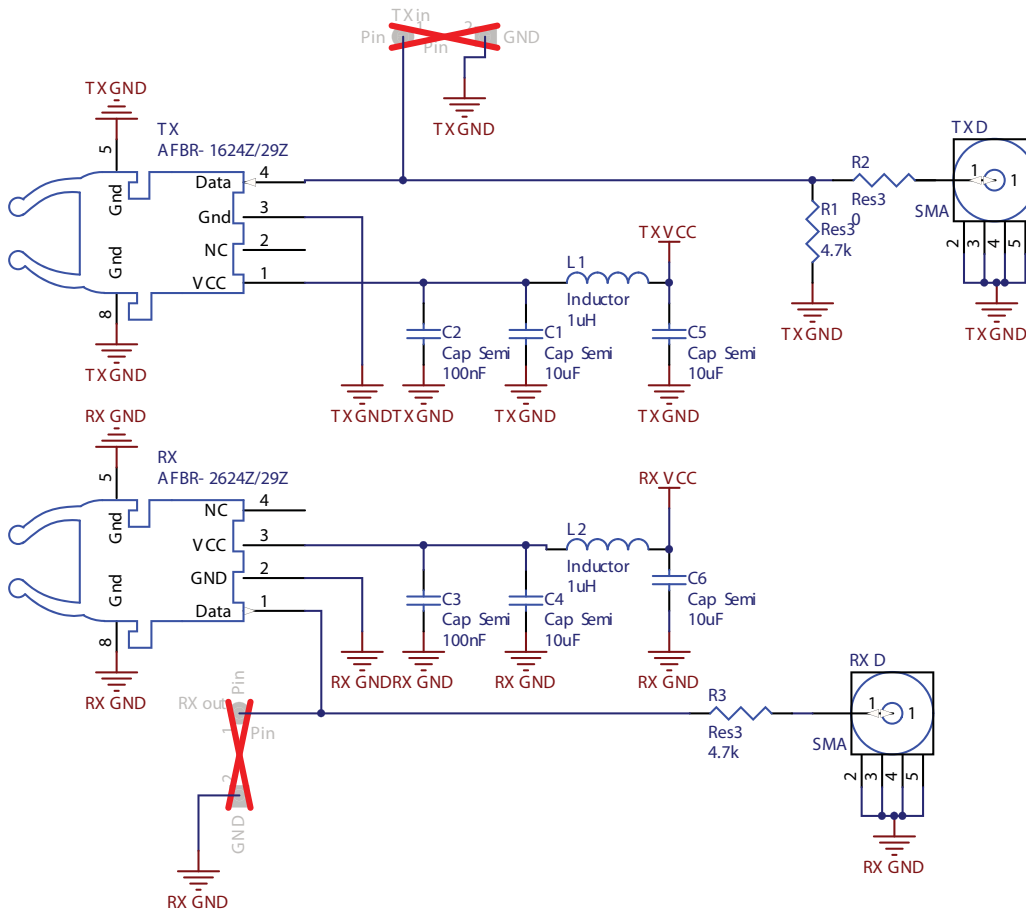 TXin
Pin
1
2
GND
Pin
TXGND
TXGND
TX
AFBR- 1624Z/29Z
5
Gnd
Data
4
Gnd
3
NC
2
VCC
1
Gnd
8
TXGND
TXVCC
L1
Inductor
1uH
C2
Cap Semi
100nF
C1
Cap Semi
10uF
C5
Cap Semi
10uF
TXGND
TXGND
TXGND
TXGND
R1
Res3
4.7k
TXGND
R2
Res3
0
TXD
1
1
SMA
2
3
4
5
TXGND
RX GND
RX
AFBR- 2624Z/29Z
5
Gnd
NC
4
VCC
3
GND
2
Data
1
Gnd
8
RX GND
RX VCC
L2
Inductor
1uH
C3
Cap Semi
100nF
C4
Cap Semi
10uF
C6
Cap Semi
10uF
RX GND
RX GND
RX GND
RX GND
RX out
Pin
1
Pin
2
GND
RX GND
R3
Res3
4.7k
RX D
1
1
SMA
2
3
4
5
RX GND